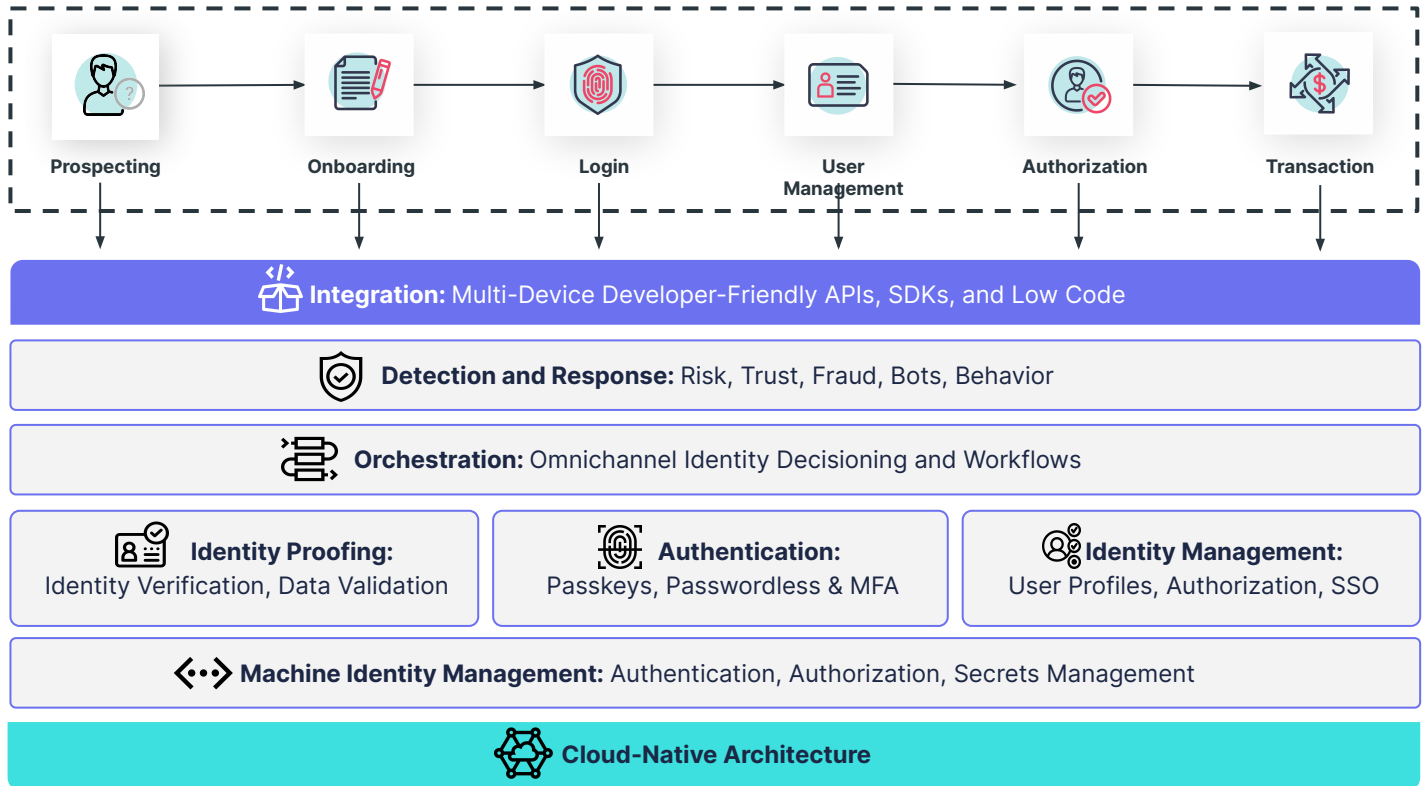 ?
$
Prospecting
Onboarding
Login
User
Management
Authorization
Transaction
Integration: Multi-Device Developer-Friendly APIs, SDKs, and Low Code
Detection and Response: Risk, Trust, Fraud, Bots, Behavior
Orchestration: Omnichannel Identity Decisioning and Workflows
Identity Proofing:
Identity Verification, Data Validation
Authentication:
Passkeys, Passwordless & MFA
Identity Management:
User Profiles, Authorization, SSO
Machine Identity Management: Authentication, Authorization, Secrets Management
Cloud-Native Architecture